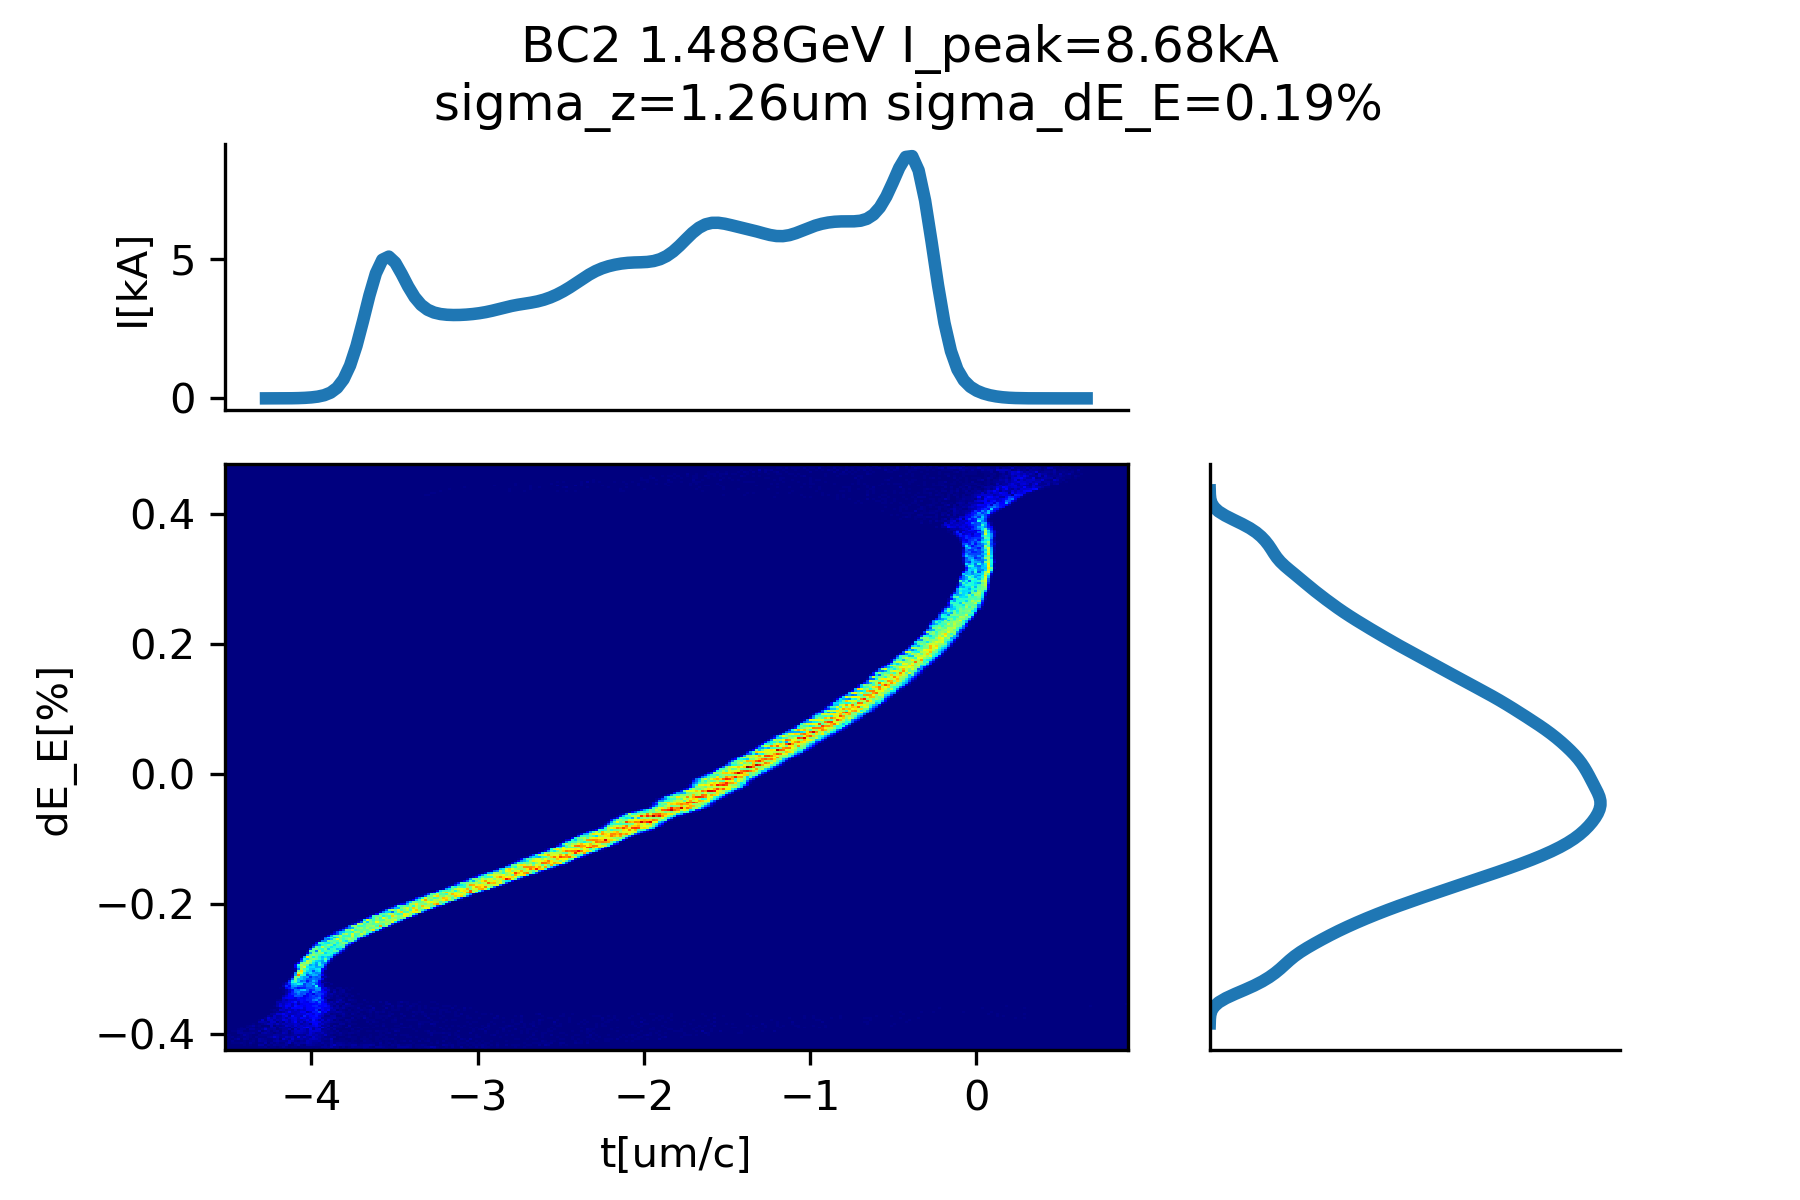 BC2 1.488GeV I_peak=8.68kA
sigma_z=1.26um sigma_dE_E=0.19%
I[kA]
5
0
dE_E[%]
0.4
0.2
0.0
−0.2
−0.4
−4 −3 −2 −1 0
t[um/c]